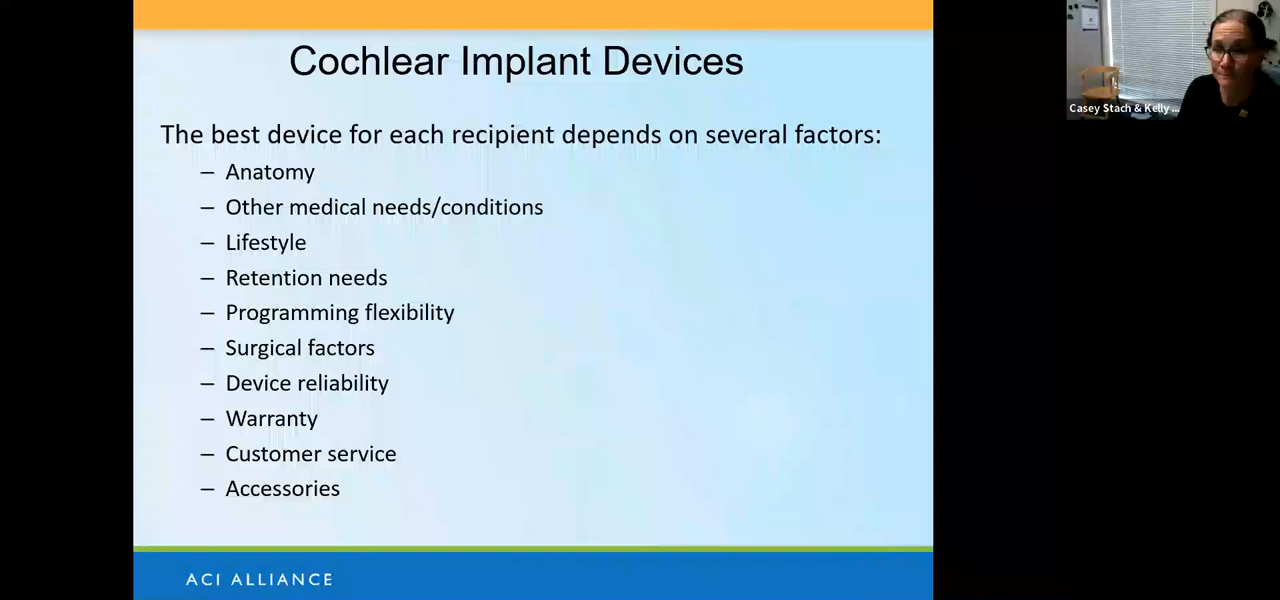 Cochlear Implant Devices
The best device for each recipient depends on several factors:
– Anatomy
– Other medical needs/conditions
– Lifestyle
– Retention needs
– Programming flexibility
– Surgical factors
– Device reliability
– Warranty
– Customer service
– Accessories
ACI ALLIANCE
Casey Stach & Kelly ...